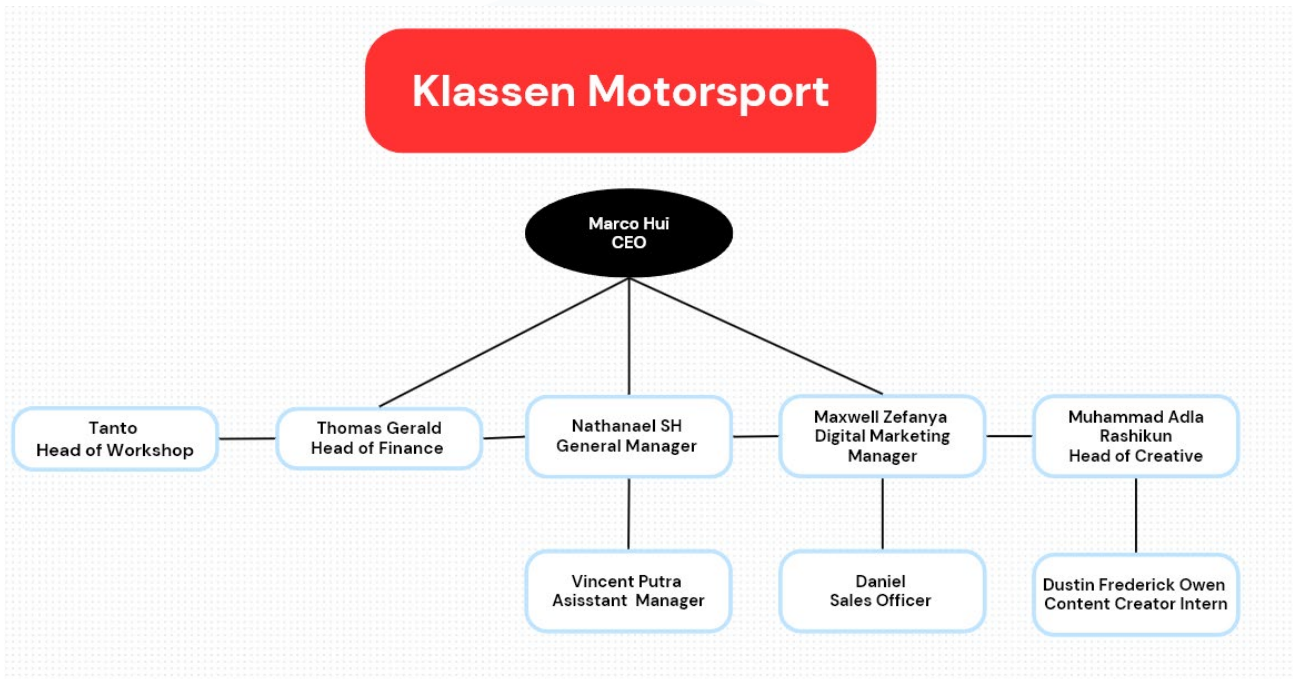 Klassen Motorsport
Marco Hui
CEO
Tanto
Head of Workshop
Thomas Gerald
Head of Finance
Nathanael SH
General Manager
Maxwell Zefanya
Digital Marketing
Manager
Muhammad Adla
Rashikun
Head of Creative
Vincent Putra
Asisstant Manager
Daniel
Sales Officer
Dustin Frederick Owen
Content Creator Intern